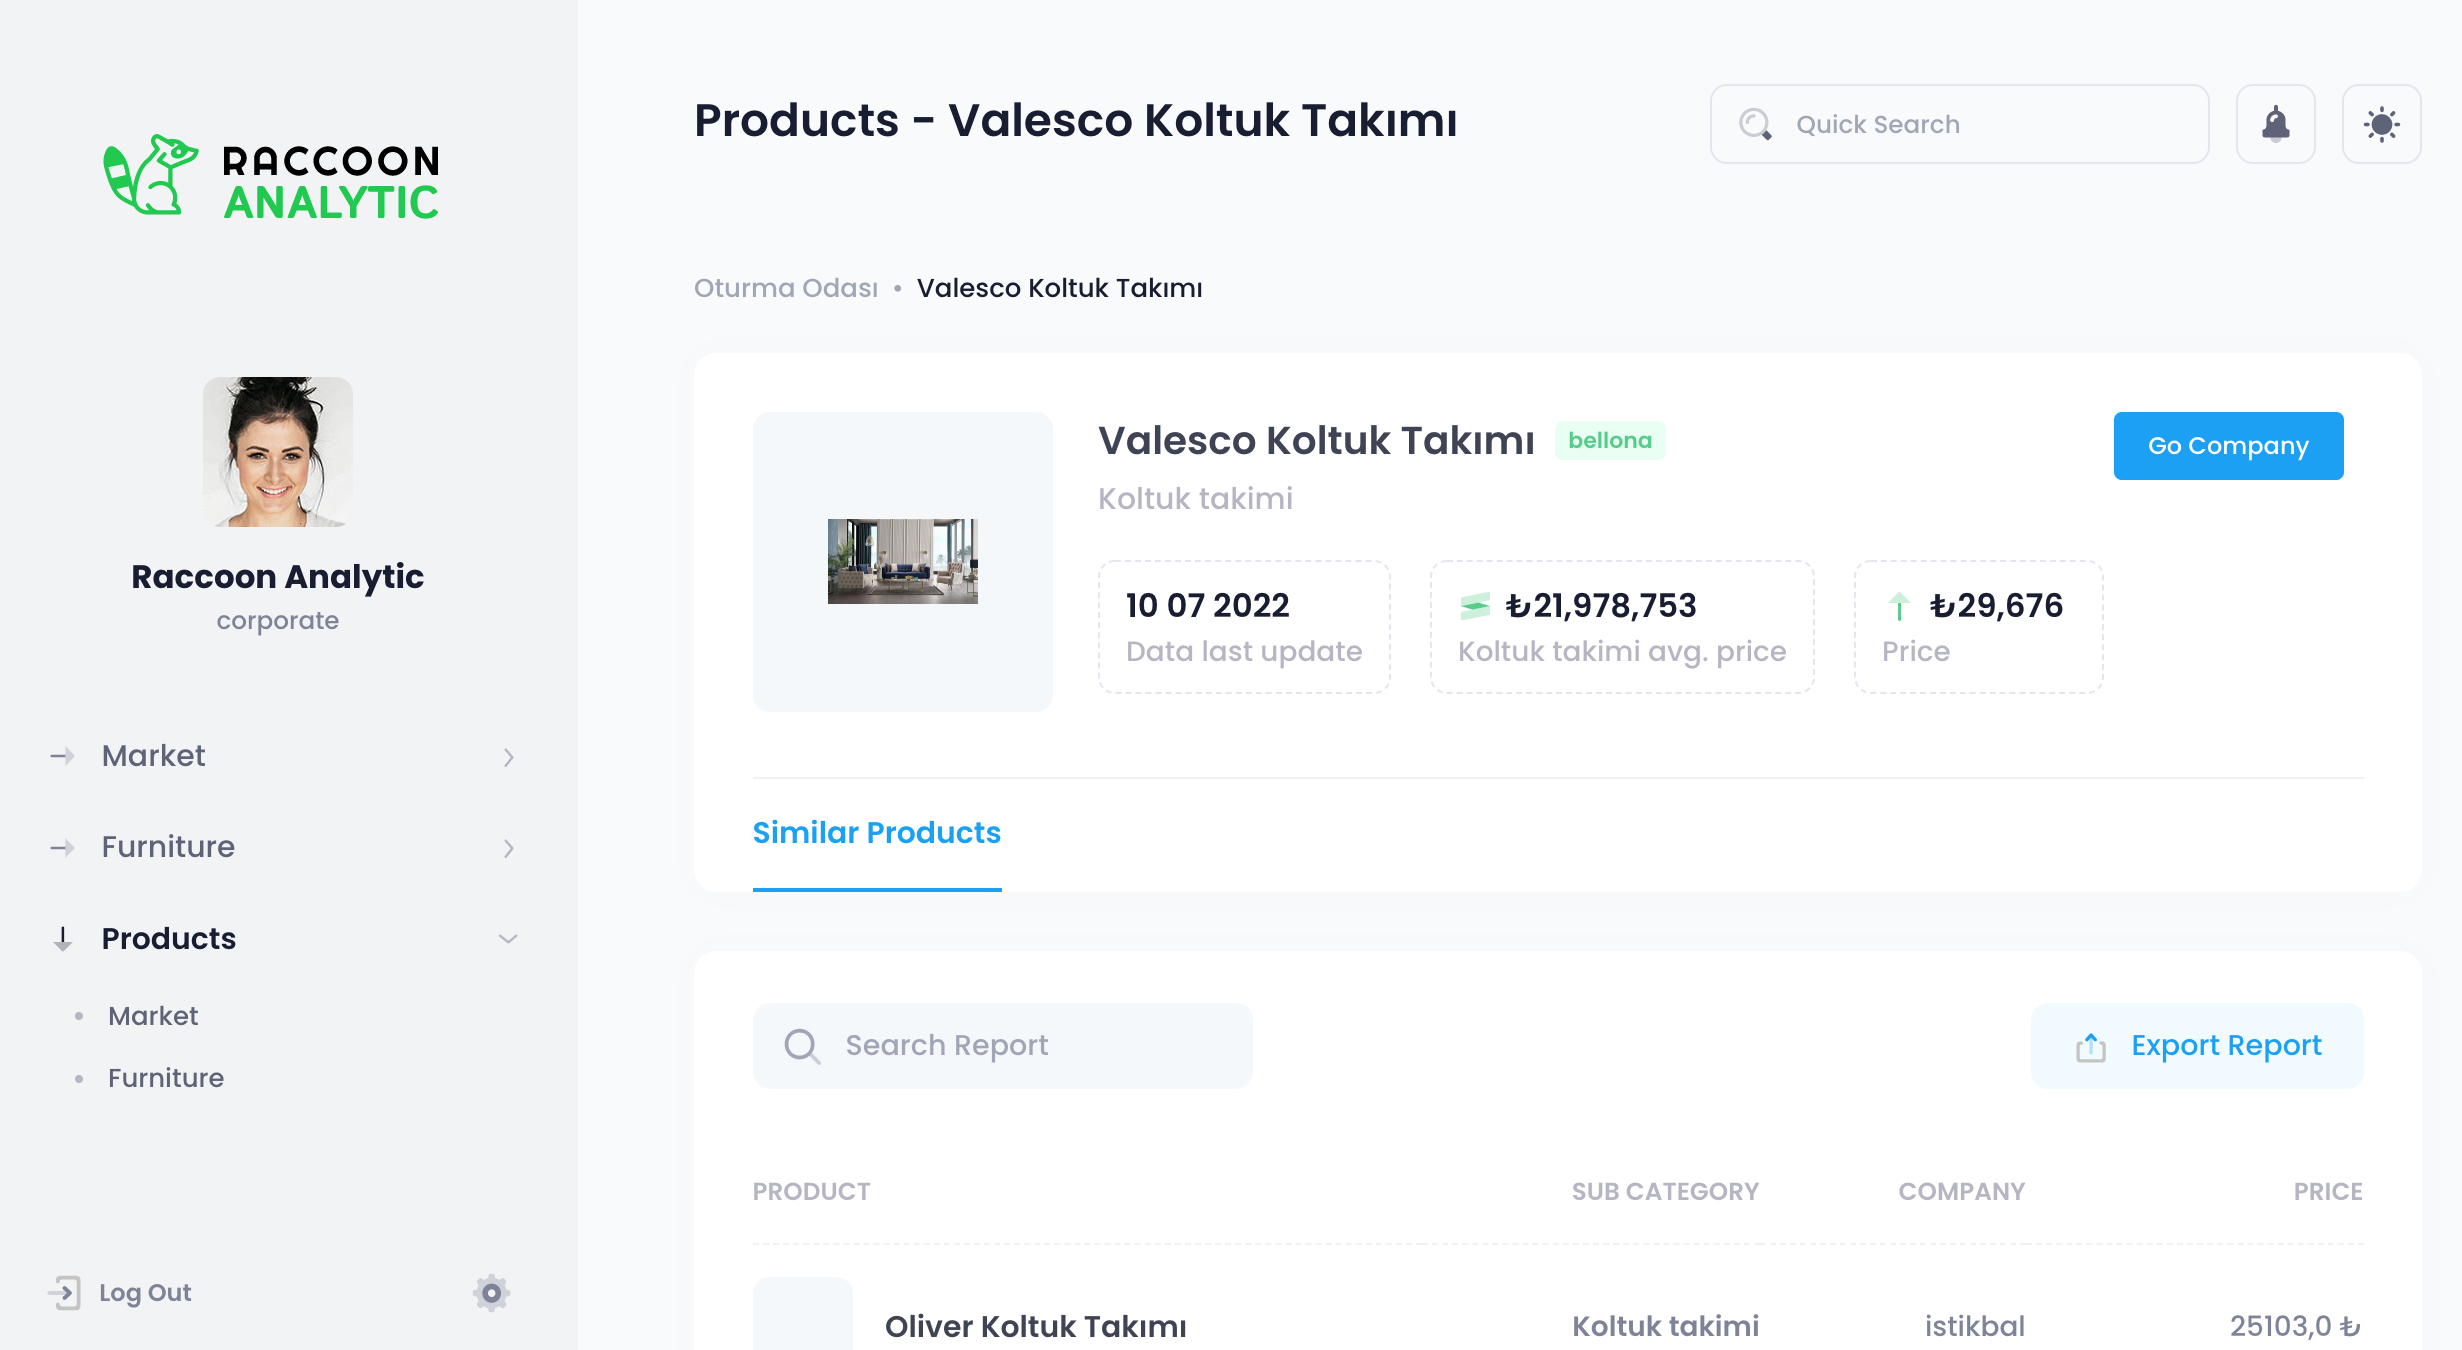 RACCOON
ANALYTIC
Raccoon Analytic
corporate
Market
Furniture
Products
Market
Furniture
Log Out
Products - Valesco Koltuk Takımı
Quick Search
Oturma Odası • Valesco Koltuk Takımı
Valesco Koltuk Takımı bellona
Koltuk takimi
Go Company
10 07 2022
Data last update
₺21,978,753
Koltuk takimi avg. price
₺29,676
Price
Similar Products
Search Report
Export Report
PRODUCT SUB CATEGORY COMPANY PRICE
Oliver Koltuk Takımı Koltuk takimi istikbal 25103,0 ₺